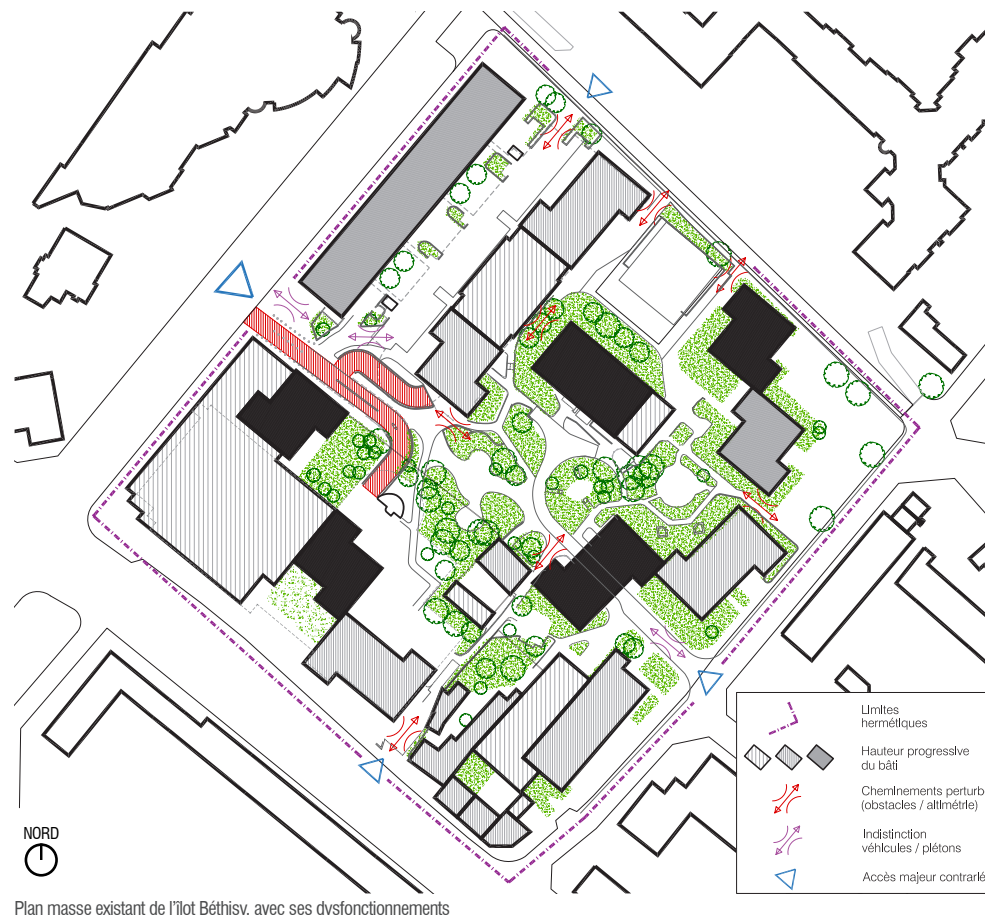 Limites
hermétiques
Hauteur progressive
du bâti
Cheminements perturb
(obstacles / altimétrie)
Indistinction
véhicules / piétons
Accès majeur contrarié
NORD
Plan masse existant de l'îlot Béthisy, avec ses dysfonctionnements